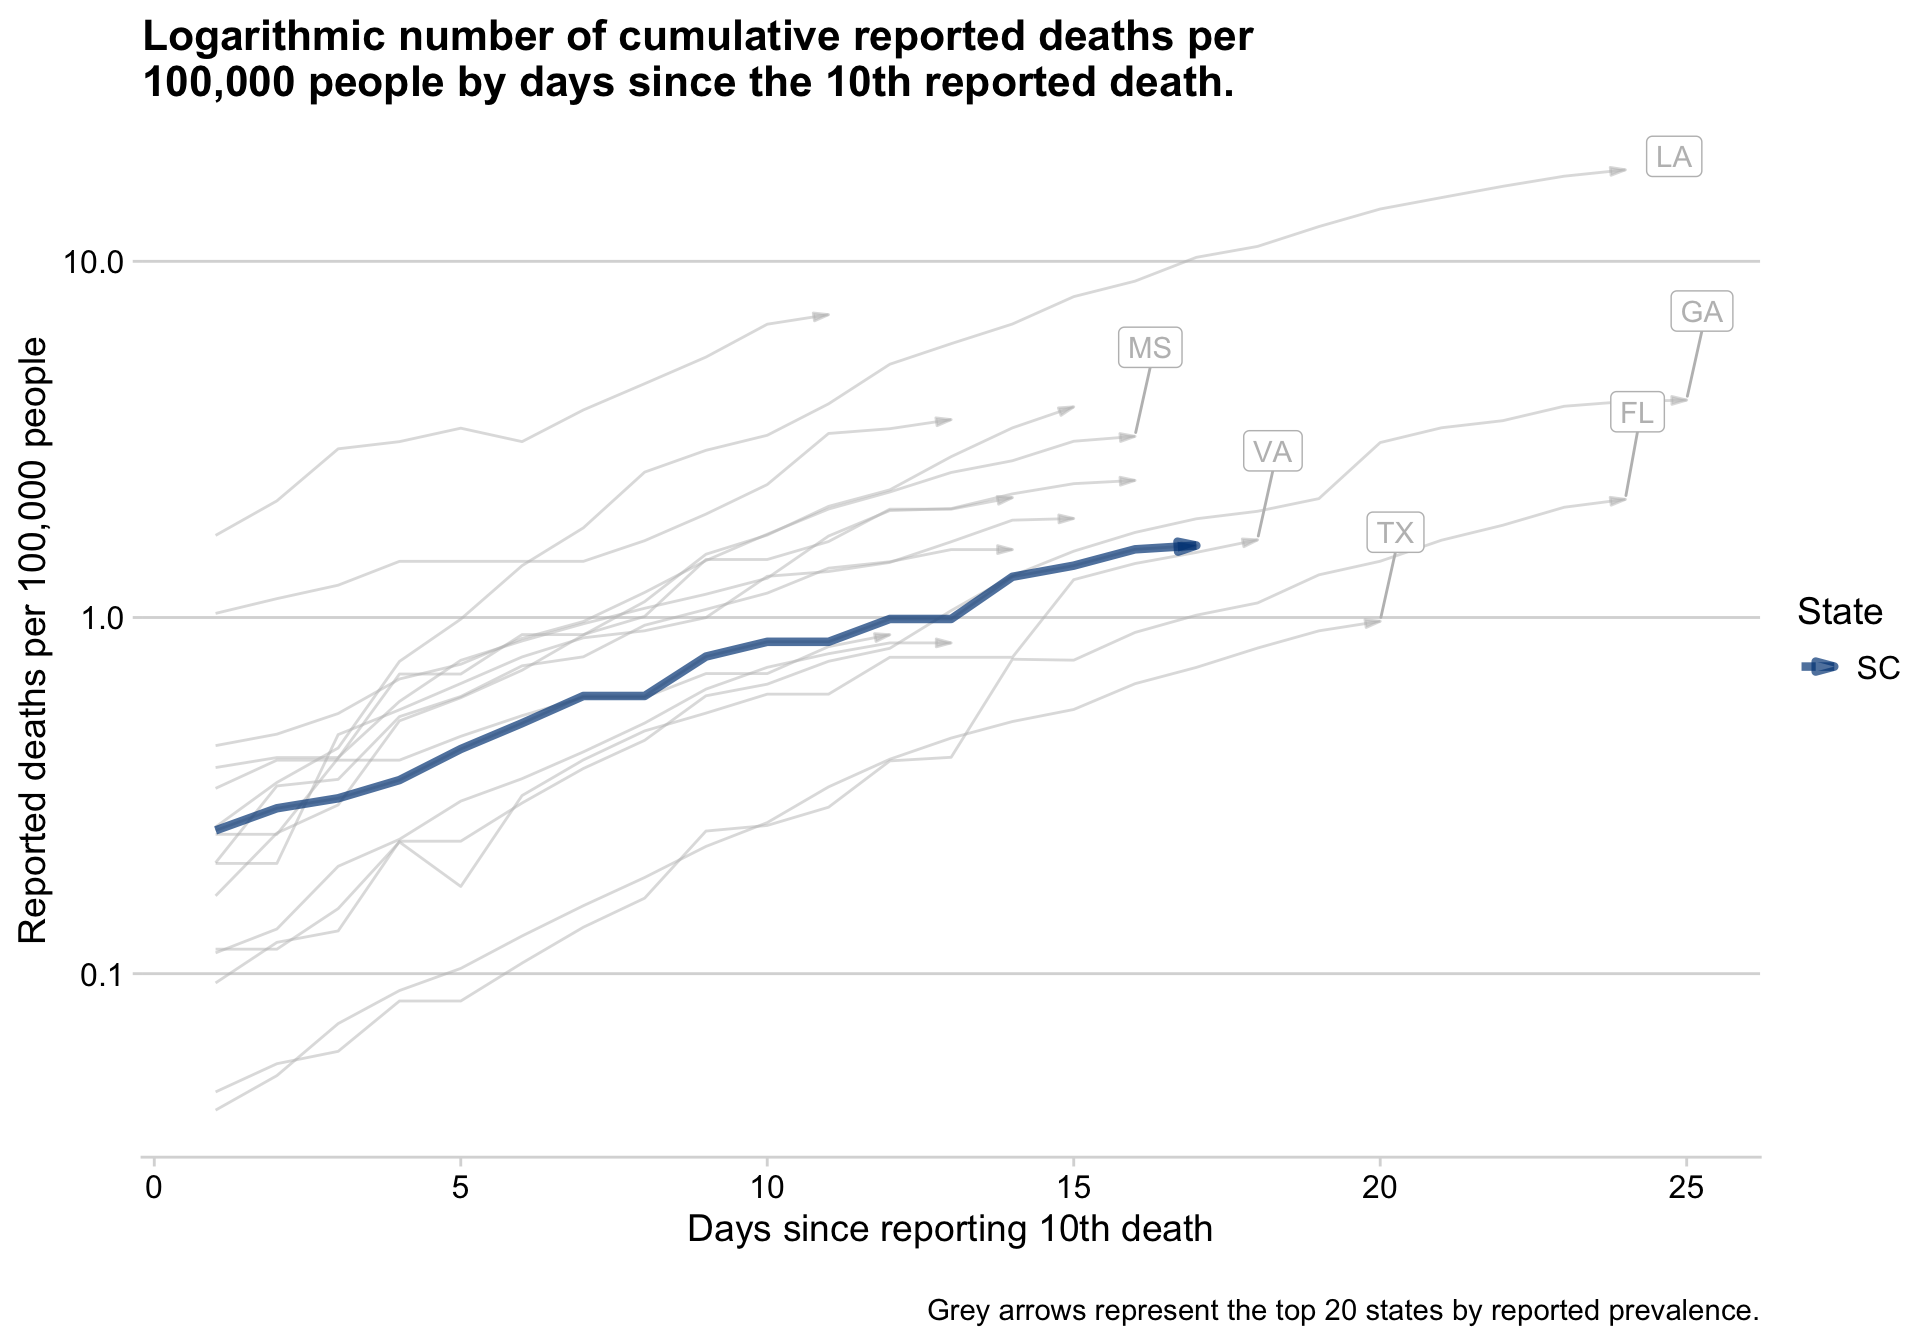 Logarithmic number of cumulative reported deaths per
100,000 people by days since the 10th reported death.
LA
10.0
GA
MS
FL
VA
TX
Reported deaths per 100,000 people
1.0
State
SC
0.1
0 5 10 15 20 25
Days since reporting 10th death
Grey arrows represent the top 20 states by reported prevalence.